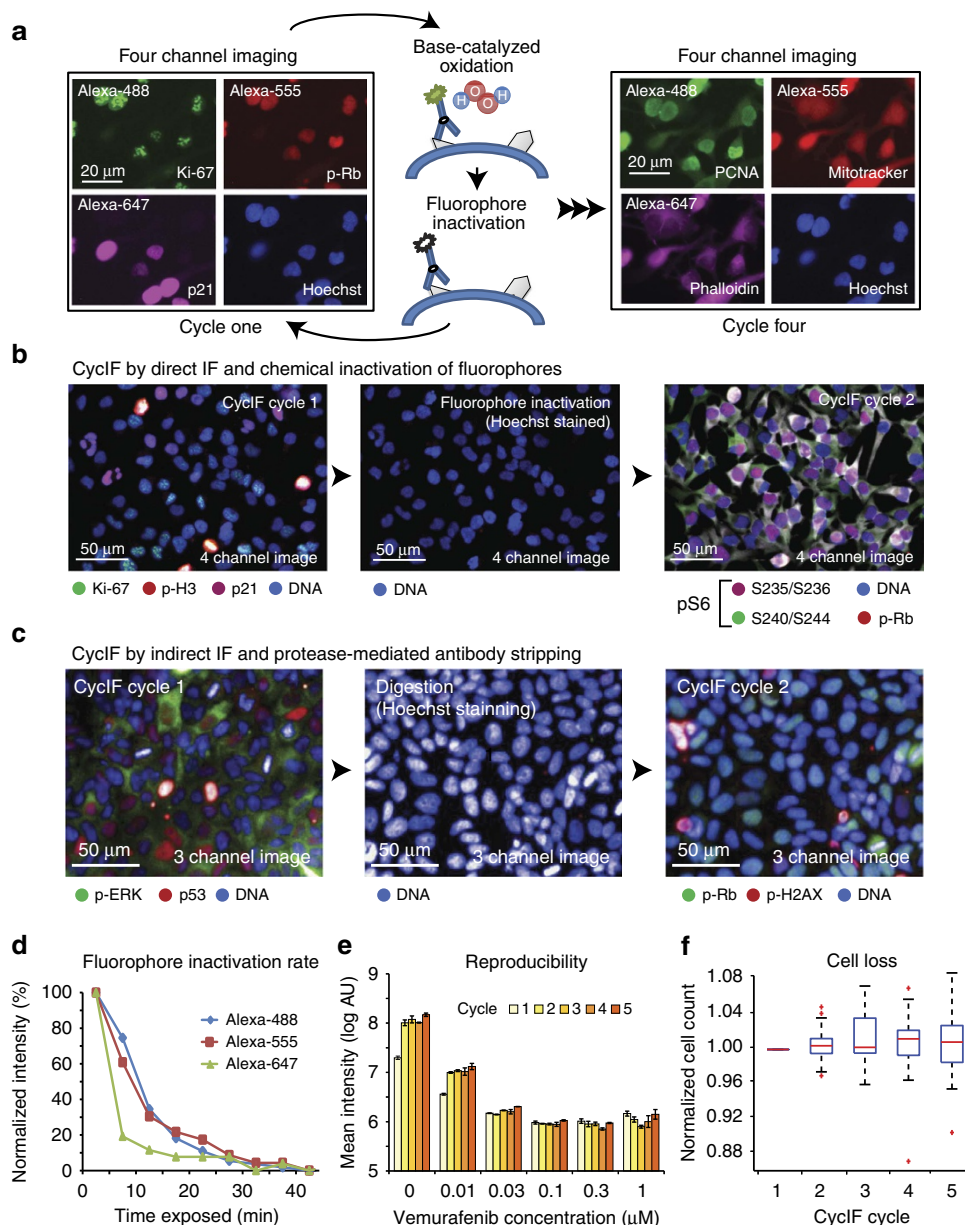 a
Four channel imaging
Alexa-488
20 μm
Ki-67
Alexa-555
p-Rb
Alexa-647
p21
Hoechst
Cycle one
Base-catalyzed
oxidation
H O O H
Fluorophore
inactivation
Four channel imaging
Alexa-488
20 μm
PCNA
Alexa-555
Mitotracker
Alexa-647
Phalloidin
Hoechst
Cycle four
b
CycIF by direct IF and chemical inactivation of fluorophores
CycIF cycle 1
50 μm
4 channel image
Ki-67 p-H3 p21 DNA
Fluorophore inactivation
(Hoechst stained)
50 μm
4 channel image
DNA
CycIF cycle 2
50 μm
4 channel image
pS6
S235/S236 DNA
S240/S244 p-Rb
c
CycIF by indirect IF and protease-mediated antibody stripping
CycIF cycle 1
50 μm
3 channel image
p-ERK p53 DNA
Digestion
(Hoechst stainning)
50 μm
3 channel image
DNA
CycIF cycle 2
50 μm
3 channel image
p-Rb p-H2AX DNA
d
Fluorophore inactivation rate
Normalized intensity (%)
100
80
60
40
20
0
Alexa-488
Alexa-555
Alexa-647
0 10 20 30 40
Time exposed (min)
e
Reproducibility
Mean intensity (log AU)
9
8
7
6
5
Cycle 1 2 3 4 5
0 0.01 0.03 0.1 0.3 1
Vemurafenib concentration (μM)
f
Cell loss
Normalized cell count
1.08
1.04
1.00
0.96
0.92
0.88
1 2 3 4 5
CycIF cycle